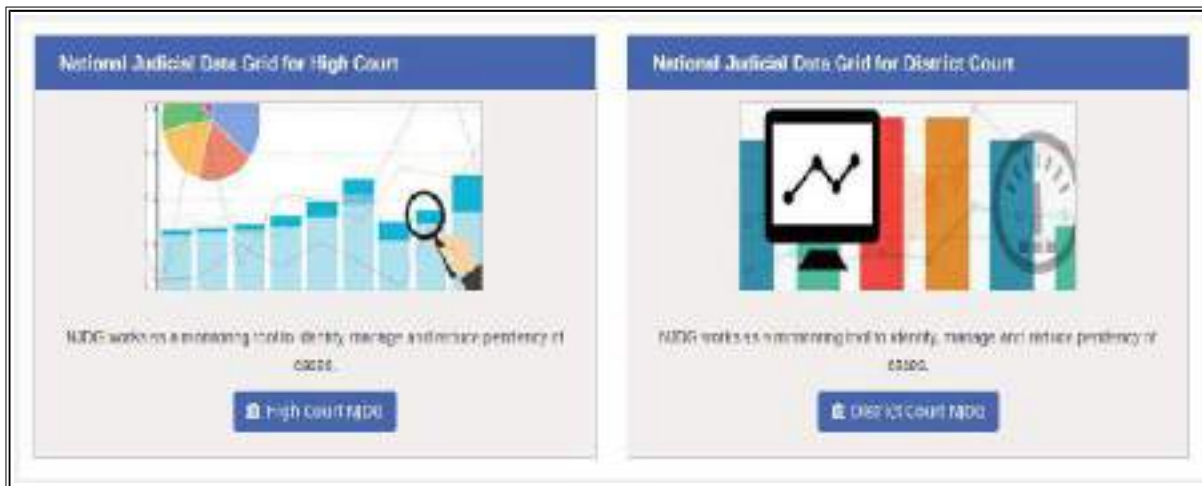 National Judicial Data Grid for High Court
NJDG works as a monitoring tool to identify, manage and reduce pendency of
cases.
High Court NJDG
National Judicial Data Grid for District Court
NJDG works as a monitoring tool to identify, manage and reduce pendency of
cases.
District Court NJDG